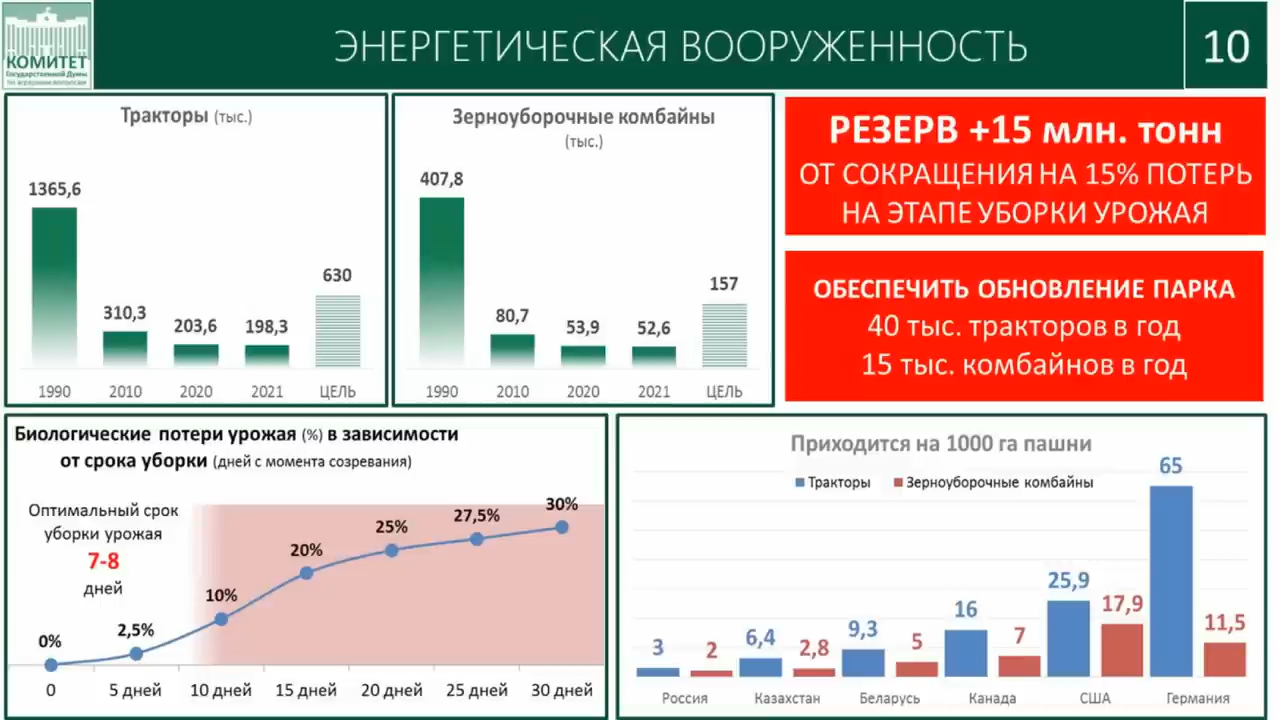 КОМИТЕТ
Государственной Думы
по аграрным вопросам
ЭНЕРГЕТИЧЕСКАЯ ВООРУЖЕННОСТЬ
10
Тракторы (тыс.)
1365,6
310,3
203,6
198,3
630
1990
2010
2020
2021
ЦЕЛЬ
Зерноуборочные комбайны
(тыс.)
407,8
80,7
53,9
52,6
157
1990
2010
2020
2021
ЦЕЛЬ
РЕЗЕРВ +15 млн. тонн
ОТ СОКРАЩЕНИЯ НА 15% ПОТЕРЬ
НА ЭТАПЕ УБОРКИ УРОЖАЯ
ОБЕСПЕЧИТЬ ОБНОВЛЕНИЕ ПАРКА
40 тыс. тракторов в год
15 тыс. комбайнов в год
Биологические потери урожая (%) в зависимости
от срока уборки (дней с момента созревания)
Оптимальный срок
уборки урожая
7-8
дней
0%
2,5%
10%
20%
25%
27,5%
30%
0
5 дней
10 дней
15 дней
20 дней
25 дней
30 дней
Приходится на 1000 га пашни
Тракторы
Зерноуборочные комбайны
3
2
6,4
2,8
9,3
5
16
7
25,9
17,9
65
11,5
Россия
Казахстан
Беларусь
Канада
США
Германия